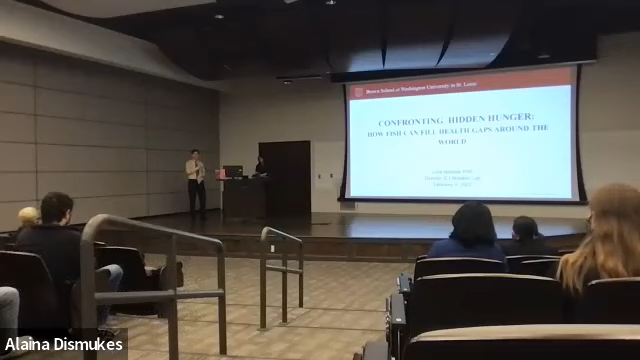 Brown School at Washington University in St. Louis
CONFRONTING HIDDEN HUNGER:
HOW FISH CAN FILL HEALTH GAPS AROUND THE
WORLD
Alaina Dismukes